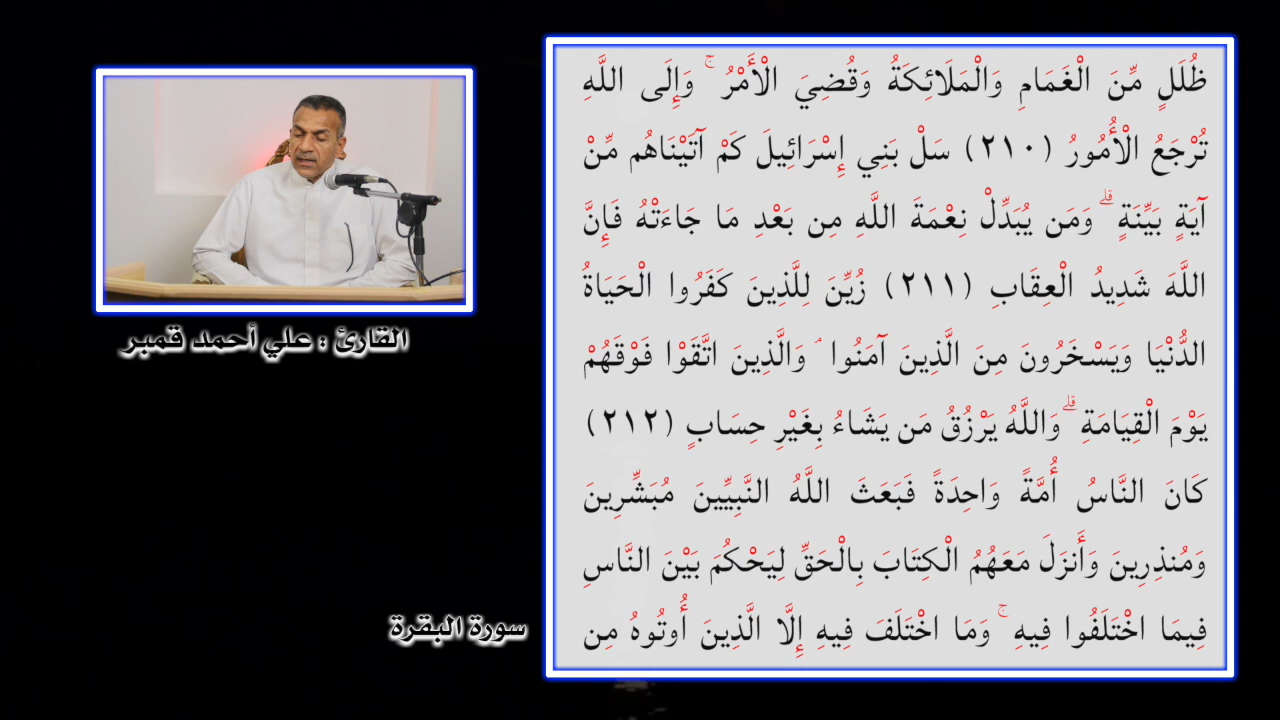 ظُلَلٍ مِّنَ الْغَمَامِ وَالْمَلَائِكَةُ وَقُضِيَ الْأَمْرُ ۚ وَإِلَى اللَّهِ
تُرْجَعُ الْأُمُورُ (٢١٠) سَلْ بَنِي إِسْرَائِيلَ كَمْ آتَيْنَاهُم مِّنْ
آيَةٍ بَيِّنَةٍ ۗ وَمَن يُبَدِّلْ نِعْمَةَ اللَّهِ مِن بَعْدِ مَا جَاءَتْهُ فَإِنَّ
اللَّهَ شَدِيدُ الْعِقَابِ (٢١١) زُيِّنَ لِلَّذِينَ كَفَرُوا الْحَيَاةُ
الدُّنْيَا وَيَسْخَرُونَ مِنَ الَّذِينَ آمَنُوا ۘ وَالَّذِينَ اتَّقَوْا فَوْقَهُمْ
يَوْمَ الْقِيَامَةِ ۗ وَاللَّهُ يَرْزُقُ مَن يَشَاءُ بِغَيْرِ حِسَابٍ (٢١٢)
كَانَ النَّاسُ أُمَّةً وَاحِدَةً فَبَعَثَ اللَّهُ النَّبِيِّينَ مُبَشِّرِينَ
وَمُنذِرِينَ وَأَنزَلَ مَعَهُمُ الْكِتَابَ بِالْحَقِّ لِيَحْكُمَ بَيْنَ النَّاسِ
فِيمَا اخْتَلَفُوا فِيهِ ۚ وَمَا اخْتَلَفَ فِيهِ إِلَّا الَّذِينَ أُوتُوهُ مِن
القارئ : علي أحمد قمبر
سورة البقرة